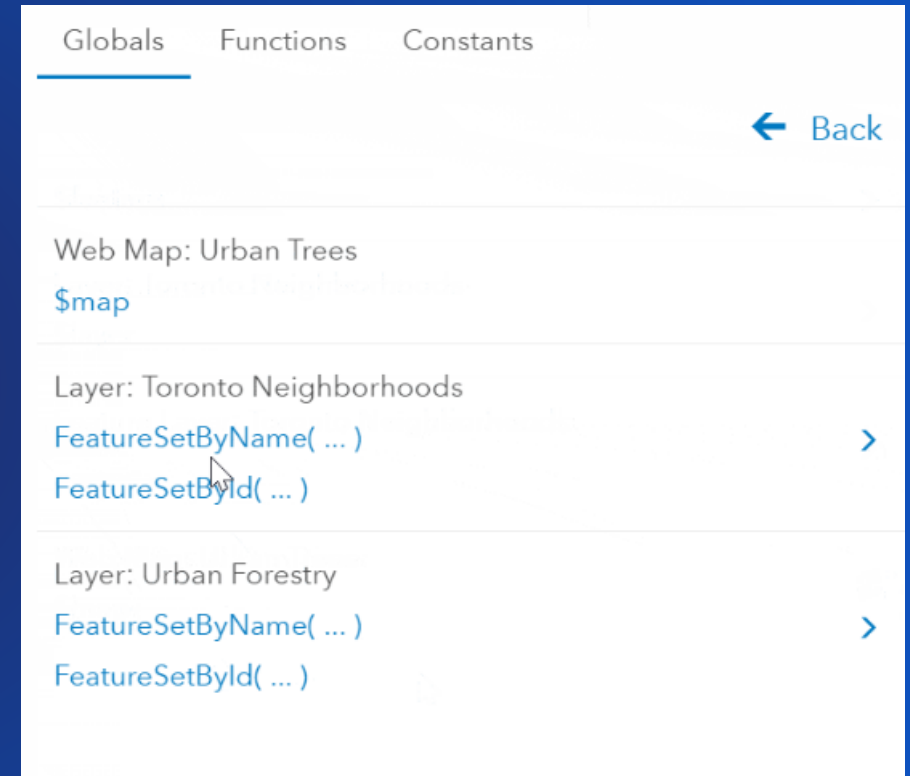 Globals Functions Constants
← Back
Web Map: Urban Trees
$map
Layer: Toronto Neighborhoods
FeatureSetByName( ... )
FeatureSetById( ... )
Layer: Urban Forestry
FeatureSetByName( ... )
FeatureSetById( ... )